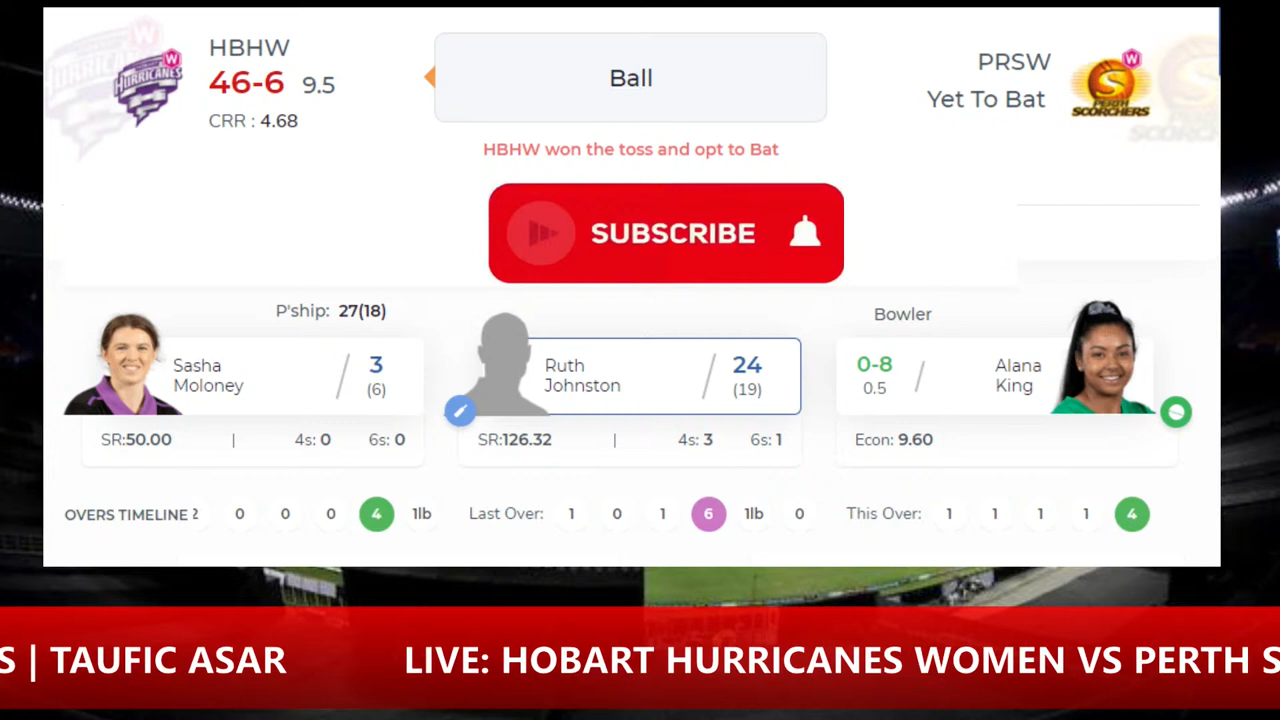 HBHW
46-6 9.5
CRR : 4.68
Ball
HBHW won the toss and opt to Bat
PRSW
Yet To Bat
HURRICANES
W
PERTH
SCORCHERS
W
SUBSCRIBE
P'ship: 27(18)
Sasha
Moloney
3
(6)
SR:50.00 | 4s: 0 6s: 0
Ruth
Johnston
24
(19)
SR:126.32 | 4s: 3 6s: 1
Bowler
0-8
0.5
Alana
King
Econ: 9.60
OVERS TIMELINE 2 0 0 0 4 1lb Last Over: 1 0 1 6 1lb 0 This Over: 1 1 1 1 4
S | TAUFIC ASAR LIVE: HOBART HURRICANES WOMEN VS PERTH S